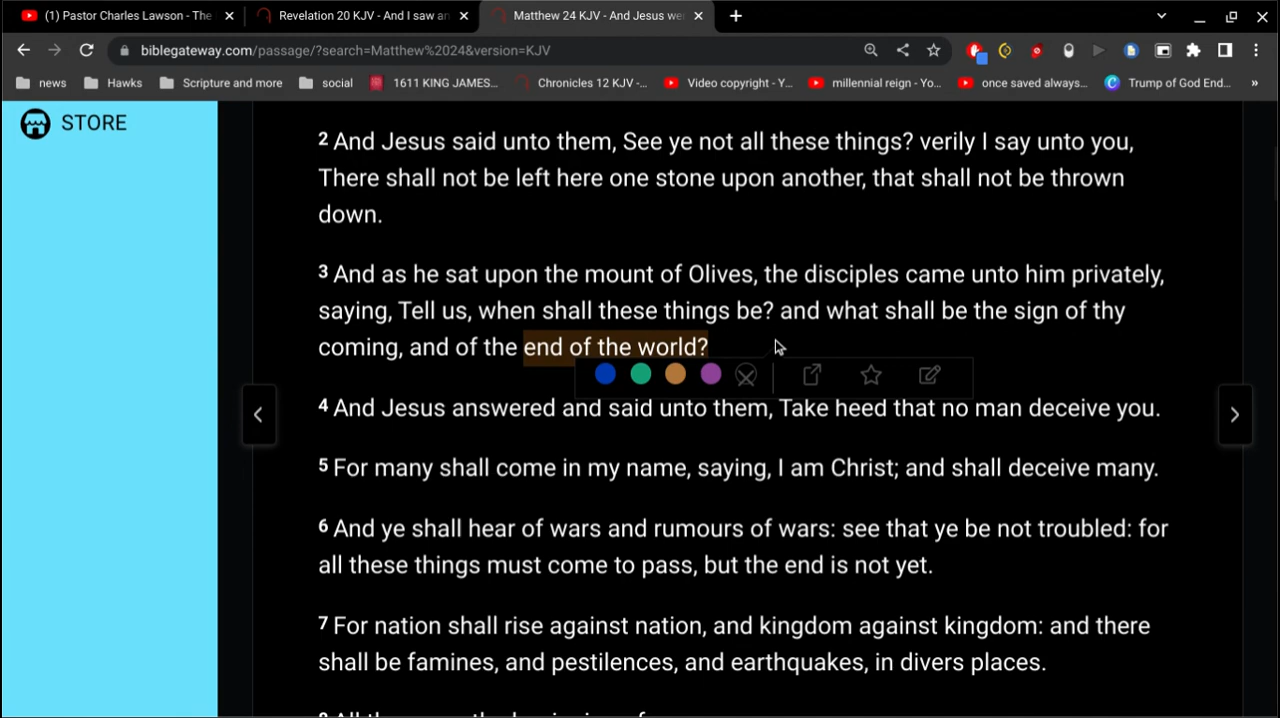 (1) Pastor Charles Lawson - The
Revelation 20 KJV - And I saw an
Matthew 24 KJV - And Jesus we
biblegateway.com/passage/?search=Matthew%2024&version=KJV
news
Hawks
Scripture and more
social
1611 KING JAMES...
Chronicles 12 KJV -...
Video copyright - Y...
millennial reign - Yo...
once saved always...
Trump of God End...
»
STORE
2 And Jesus said unto them, See ye not all these things? verily I say unto you,
There shall not be left here one stone upon another, that shall not be thrown
down.
3 And as he sat upon the mount of Olives, the disciples came unto him privately,
saying, Tell us, when shall these things be? and what shall be the sign of thy
coming, and of the end of the world?
4 And Jesus answered and said unto them, Take heed that no man deceive you.
5 For many shall come in my name, saying, I am Christ; and shall deceive many.
6 And ye shall hear of wars and rumours of wars: see that ye be not troubled: for
all these things must come to pass, but the end is not yet.
7 For nation shall rise against nation, and kingdom against kingdom: and there
shall be famines, and pestilences, and earthquakes, in divers places.